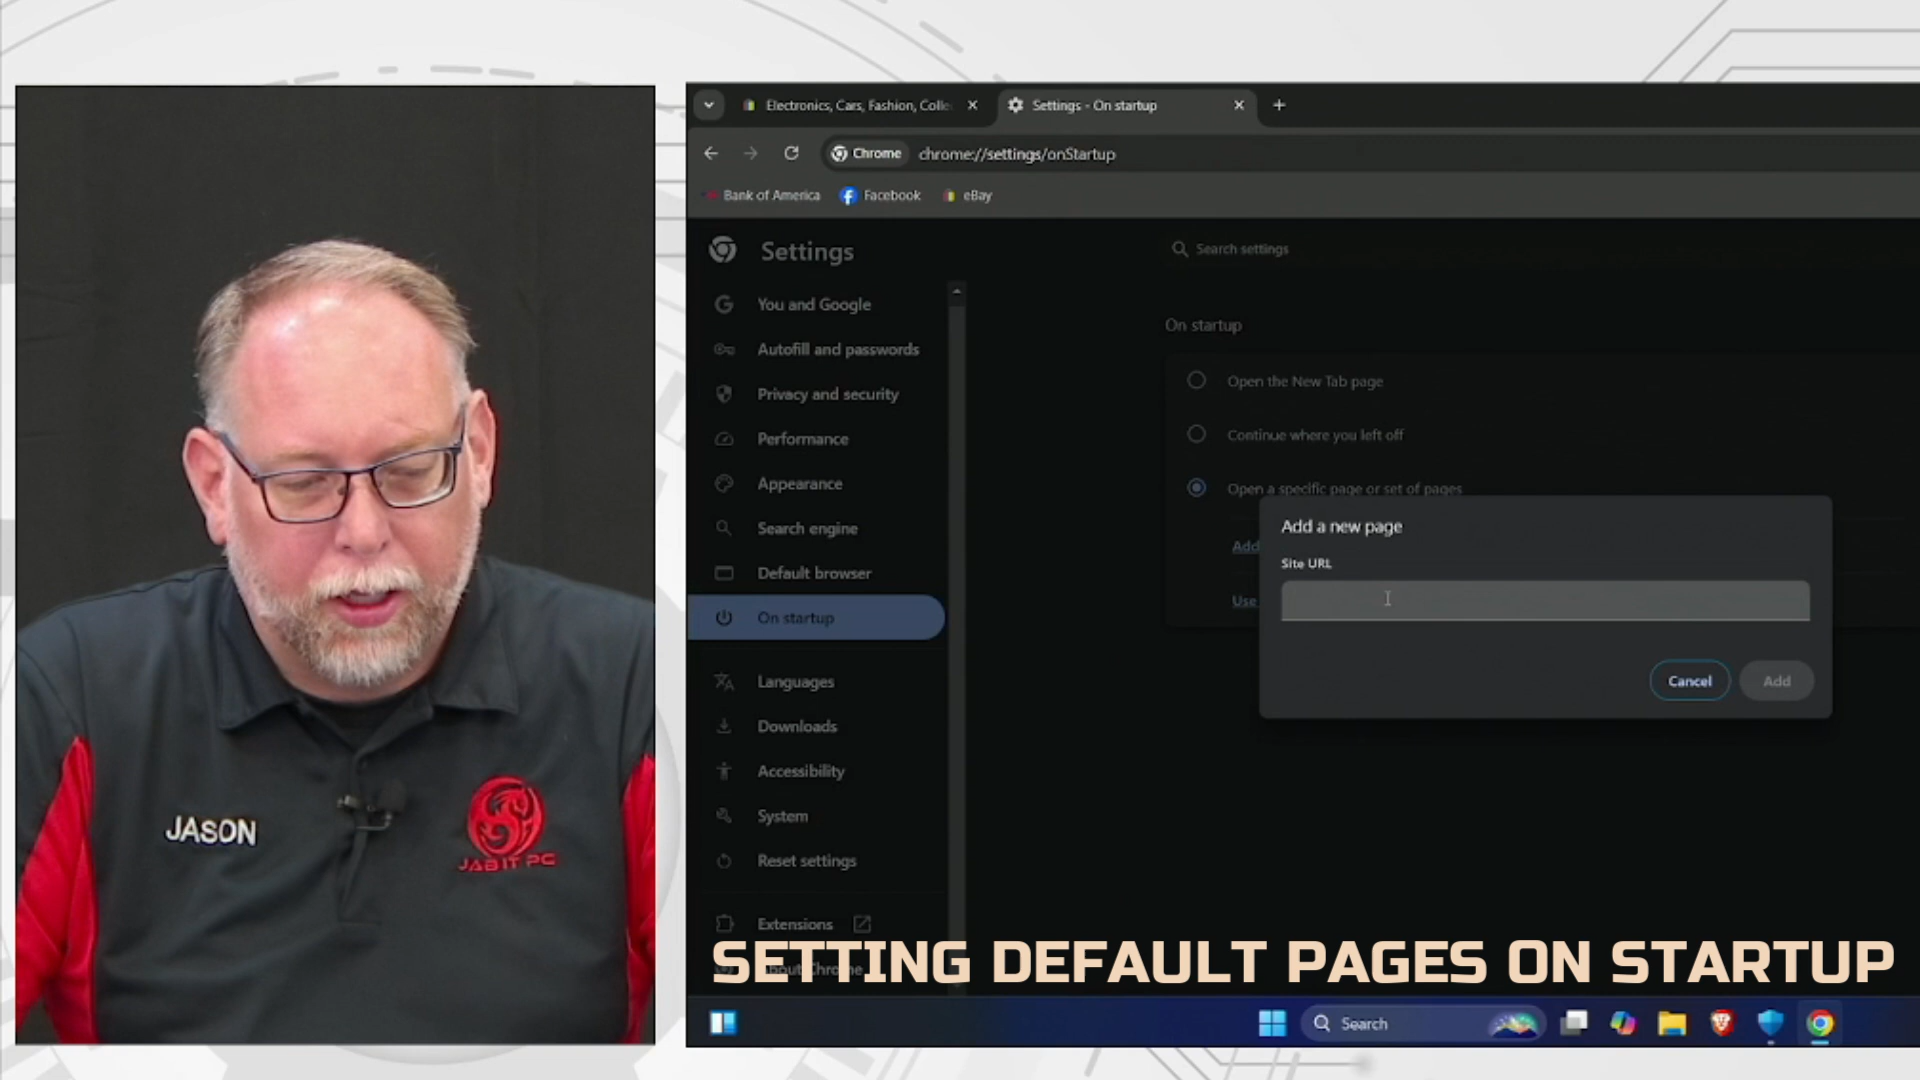 JASON
JAB IT PC
Electronics, Cars, Fashion, Colle
Settings - On startup
Chrome
chrome://settings/onStartup
Bank of America
Facebook
eBay
Settings
Search settings
You and Google
Autofill and passwords
Privacy and security
Performance
Appearance
Search engine
Default browser
On startup
Languages
Downloads
Accessibility
System
Reset settings
Extensions
About Chrome
On startup
Open the New Tab page
Continue where you left off
Open a specific page or set of pages
Add
Use
Add a new page
Site URL
Cancel
Add
SETTING DEFAULT PAGES ON STARTUP
Search